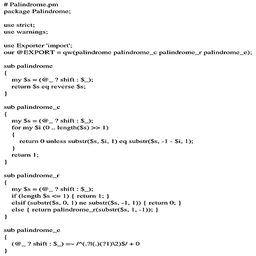 # Palindrome.pm
package Palindrome;
use strict;
use warnings;
use Exporter 'import';
our @EXPORT = qw(palindrome palindrome_c palindrome_r palindrome_e);
sub palindrome
{
my $s = (@_ ? shift : $_);
return $s eq reverse $s;
}
sub palindrome_c
{
my $s = (@_ ? shift : $_);
for my $i (0 .. length($s) >> 1)
{
return 0 unless substr($s, $i, 1) eq substr($s, -1 - $i, 1);
}
return 1;
}
sub palindrome_r
{
my $s = (@_ ? shift : $_);
if (length $s <= 1) { return 1; }
elsif (substr($s, 0, 1) ne substr($s, -1, 1)) { return 0; }
else { return palindrome_r(substr($s, 1, -1)); }
}
sub palindrome_e
{
(@_ ? shift : $_) =~ /^(.?|(.)(?1)\2)$/ + 0
}